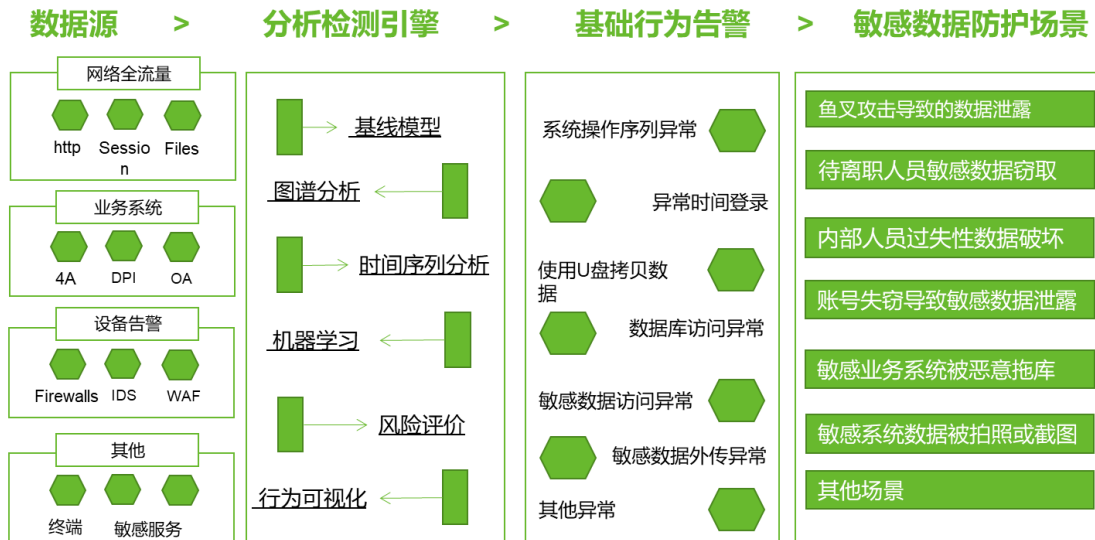 数据源 > 分析检测引擎 > 基础行为告警 > 敏感数据防护场景
网络全流量
http Sessio Files
n
业务系统
4A DPI OA
设备告警
Firewalls IDS WAF
其他
终端 敏感服务
基线模型
图谱分析
时间序列分析
机器学习
风险评价
行为可视化
系统操作序列异常
异常时间登录
使用U盘拷贝数
据
数据库访问异常
敏感数据访问异常
敏感数据外传异常
其他异常
鱼叉攻击导致的数据泄露
待离职人员敏感数据窃取
内部人员过失性数据破坏
账号失窃导致敏感数据泄露
敏感业务系统被恶意拖库
敏感系统数据被拍照或截图
其他场景